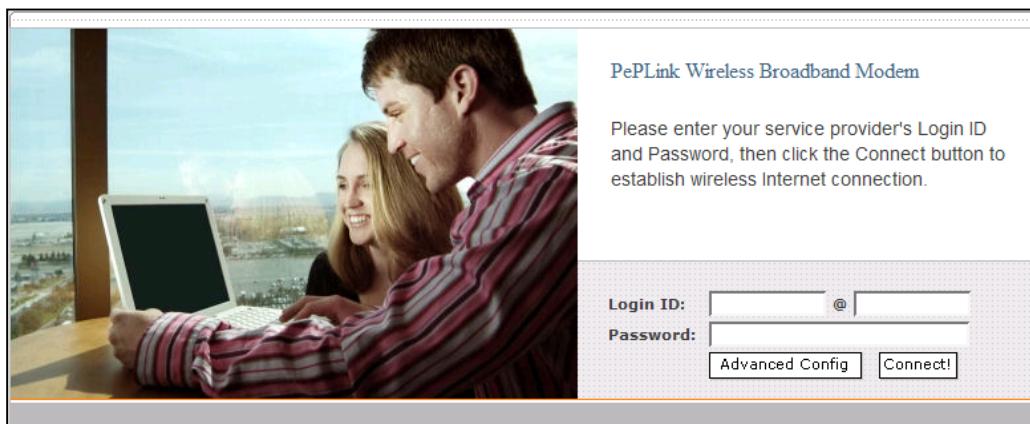 PePLink Wireless Broadband Modem
Please enter your service provider's Login ID
and Password, then click the Connect button to
establish wireless Internet connection.
Login ID: @
Password:
Advanced Config Connect!